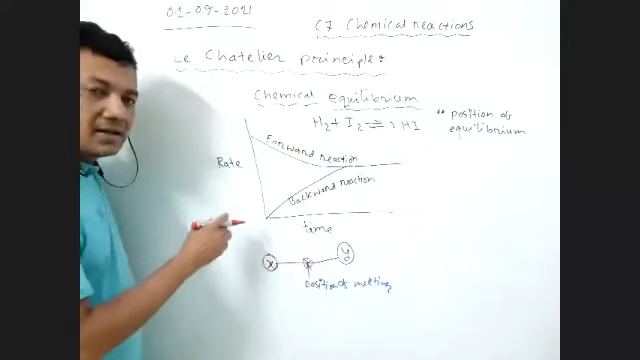 01-09-2021
C7 Chemical reactions
Le Chatelier principle:
Chemical equilibrium
H2 + I2 ⇌ 2HI
** position of
equilibrium
Forward reaction
Rate
Backward reaction
time
X
Y
position of meeting